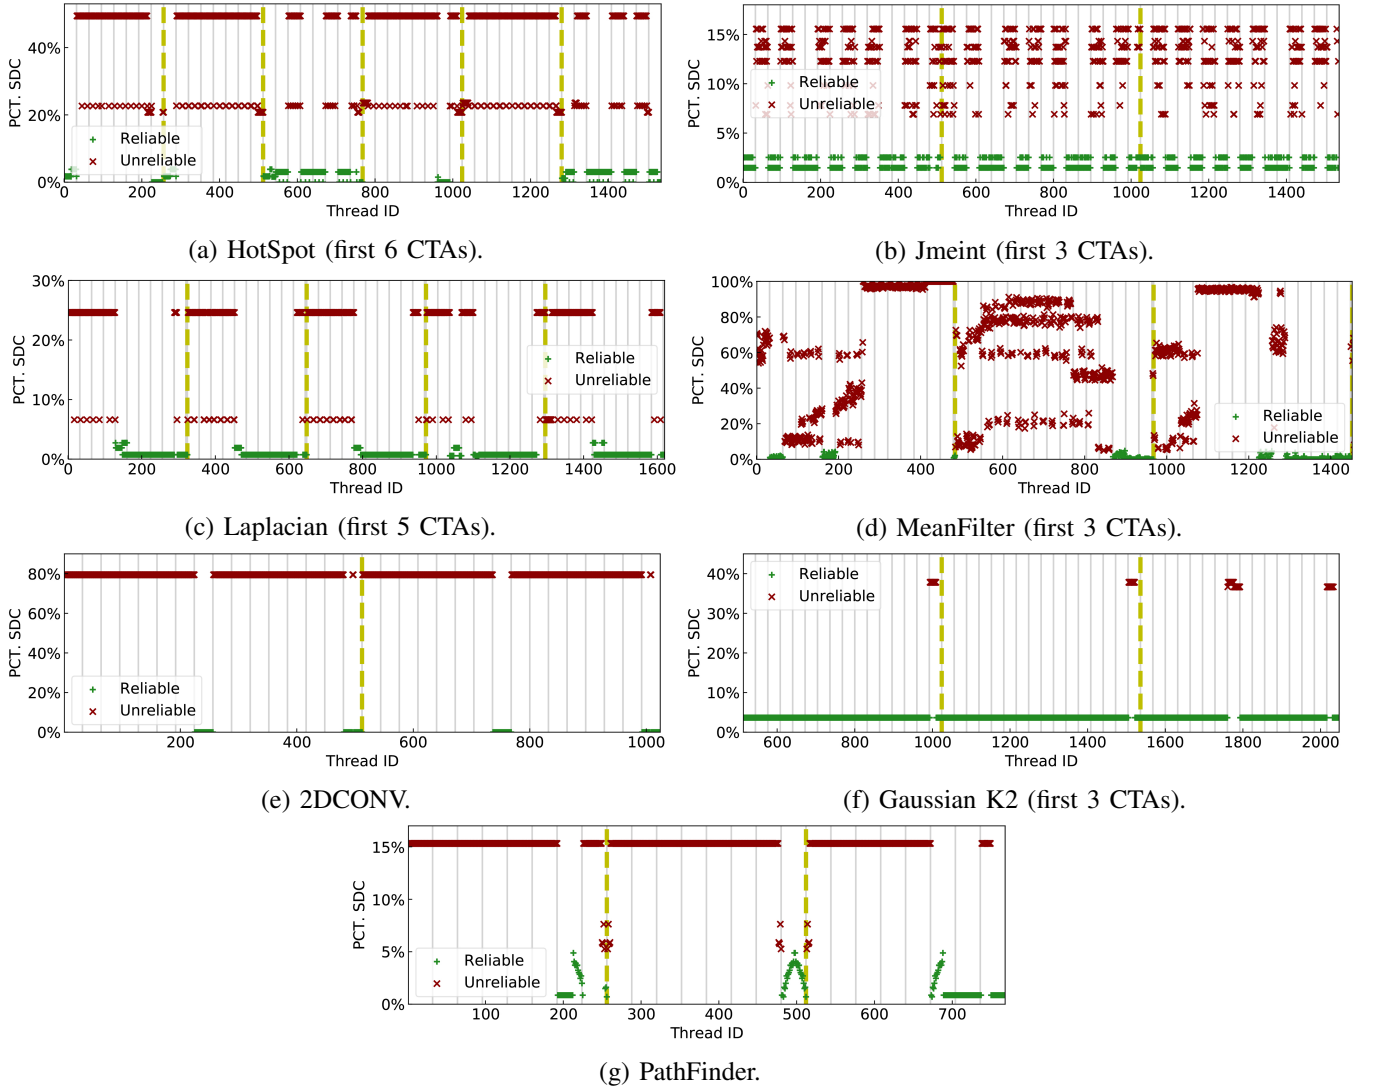 40%
20%
0%
PCT. SDC
Reliable
Unreliable
0 200 400 600 800 1000 1200 1400
Thread ID
(a) HotSpot (first 6 CTAs).
15%
10%
5%
0%
PCT. SDC
Reliable
Unreliable
0 200 400 600 800 1000 1200 1400
Thread ID
(b) Jmeint (first 3 CTAs).
30%
20%
10%
0%
PCT. SDC
Reliable
Unreliable
0 200 400 600 800 1000 1200 1400 1600
Thread ID
(c) Laplacian (first 5 CTAs).
100%
80%
60%
40%
20%
0%
PCT. SDC
Reliable
Unreliable
0 200 400 600 800 1000 1200 1400
Thread ID
(d) MeanFilter (first 3 CTAs).
80%
60%
40%
20%
0%
PCT. SDC
Reliable
Unreliable
200 400 600 800 1000
Thread ID
(e) 2DCONV.
40%
30%
20%
10%
0%
PCT. SDC
Reliable
Unreliable
600 800 1000 1200 1400 1600 1800 2000
Thread ID
(f) Gaussian K2 (first 3 CTAs).
15%
10%
5%
0%
PCT. SDC
Reliable
Unreliable
100 200 300 400 500 600 700
Thread ID
(g) PathFinder.